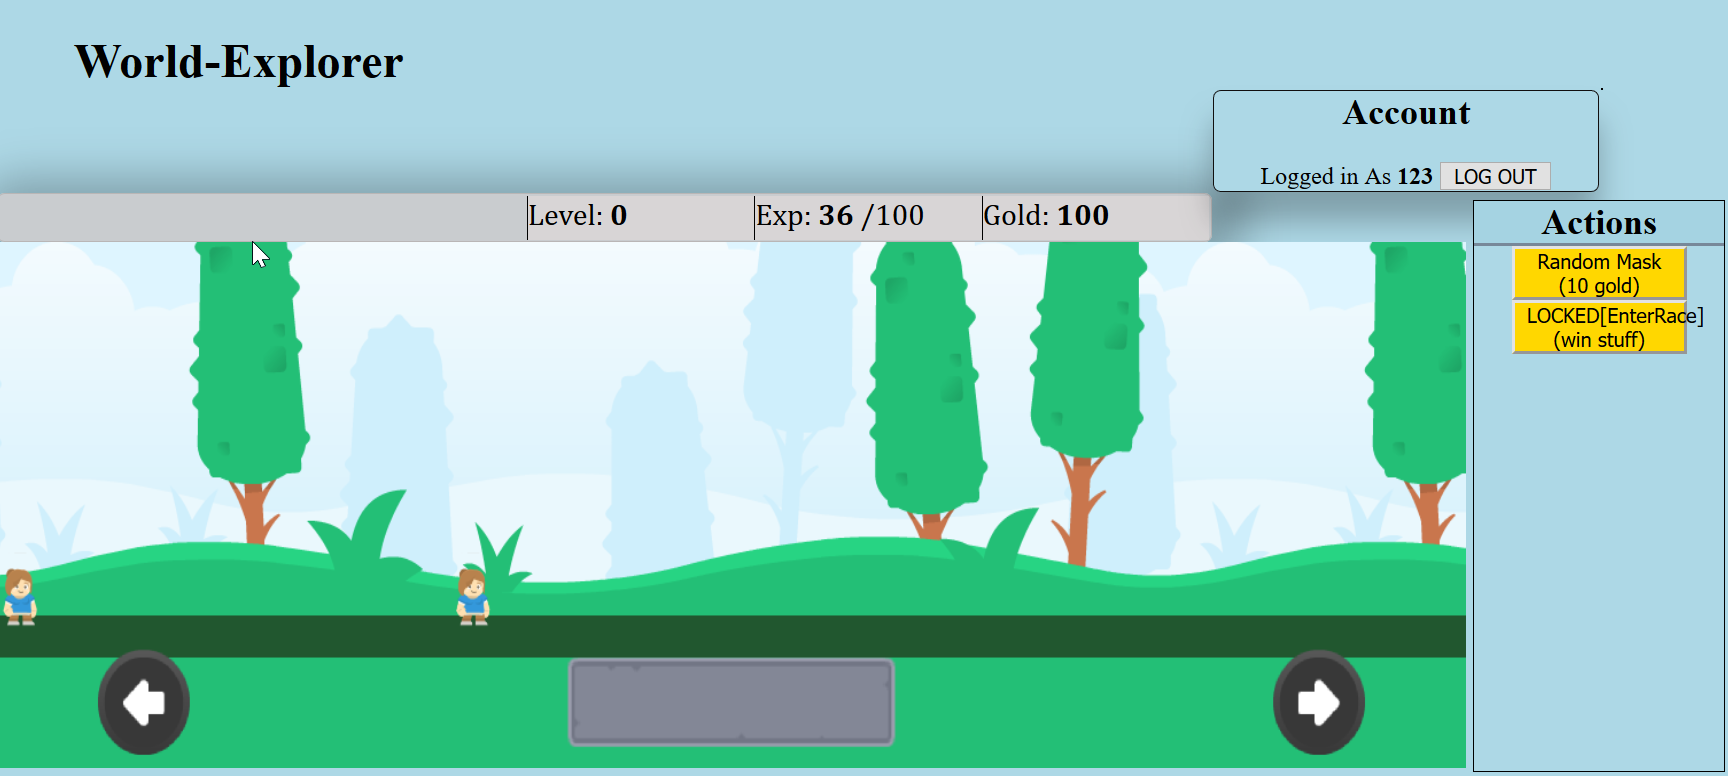 World-Explorer
Account
Logged in As 123 LOG OUT
Level: 0 Exp: 36 /100 Gold: 100
Actions
Random Mask
(10 gold)
LOCKED[EnterRace]
(win stuff)